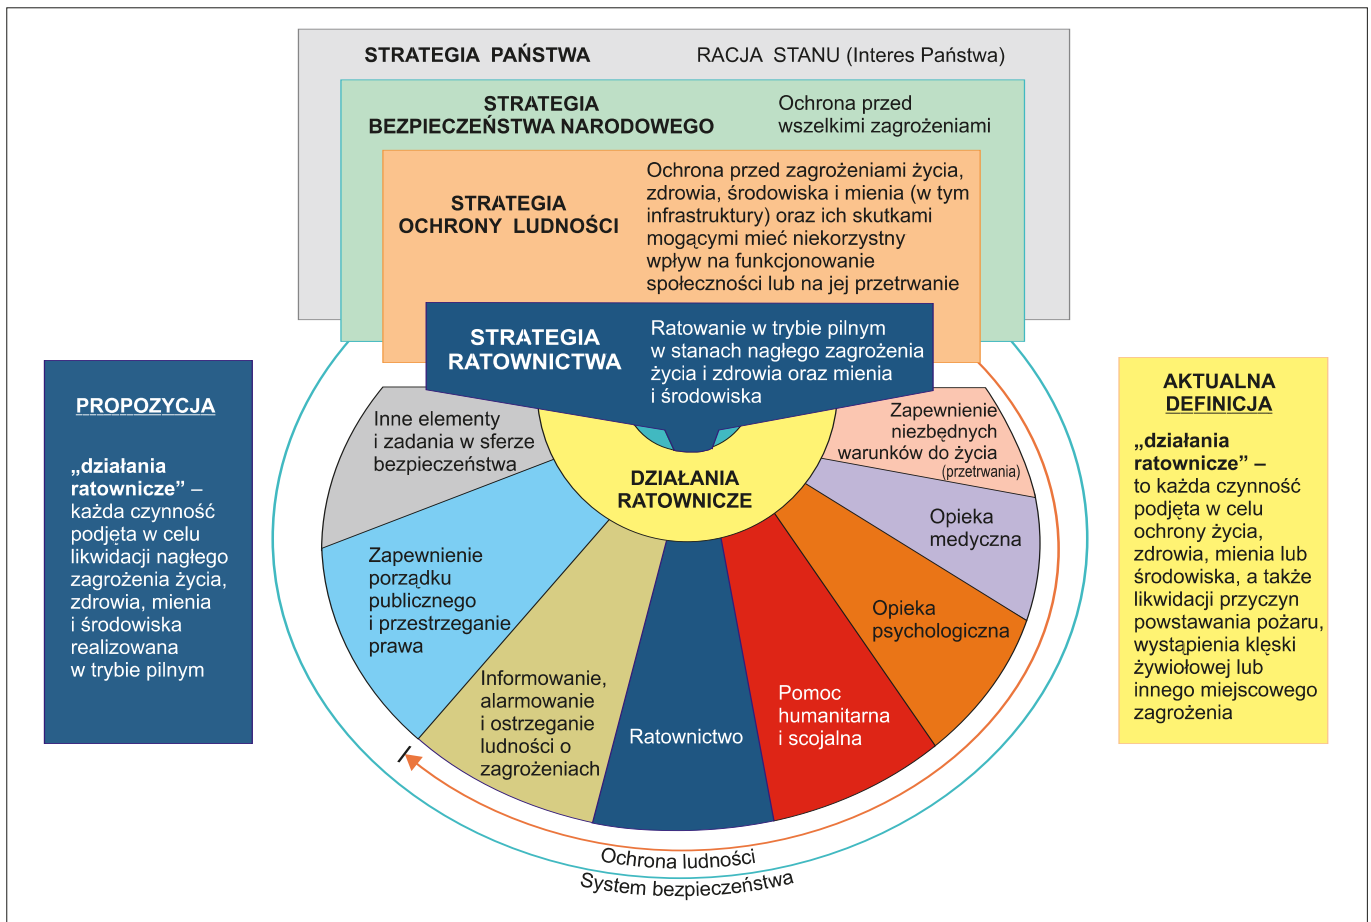 STRATEGIA PAŃSTWA
RACJA STANU (Interes Państwa)
STRATEGIA
BEZPIECZEŃSTWA NARODOWEGO
Ochrona przed
wszelkimi zagrożeniami
STRATEGIA
OCHRONY LUDNOŚCI
Ochrona przed zagrożeniami życia,
zdrowia, środowiska i mienia (w tym
infrastruktury) oraz ich skutkami
mogącymi mieć niekorzystny
wpływ na funkcjonowanie
społeczności lub na jej przetrwanie
STRATEGIA
RATOWNICTWA
Ratowanie w trybie pilnym
w stanach nagłego zagrożenia
życia i zdrowia oraz mienia
i środowiska
PROPOZYCJA
„działania
ratownicze” –
każda czynność
podjęta w celu
likwidacji nagłego
zagrożenia życia,
zdrowia, mienia
i środowiska
realizowana
w trybie pilnym
Inne elementy
i zadania w sferze
bezpieczeństwa
Zapewnienie
porządku
publicznego
i przestrzeganie
prawa
Informowanie,
alarmowanie
i ostrzeganie
ludności o
zagrożeniach
Ratownictwo
DZIAŁANIA
RATOWNICZE
Pomoc
humanitarna
i scojalna
Opieka
psychologiczna
Opieka
medyczna
Zapewnienie
niezbędnych
warunków do życia
(przetrwania)
Ochrona ludności
System bezpieczeństwa
AKTUALNA
DEFINICJA
„działania
ratownicze” –
to każda czynność
podjęta w celu
ochrony życia,
zdrowia, mienia lub
środowiska, a także
likwidacji przyczyn
powstawania pożaru,
wystąpienia klęski
żywiołowej lub
innego miejscowego
zagrożenia